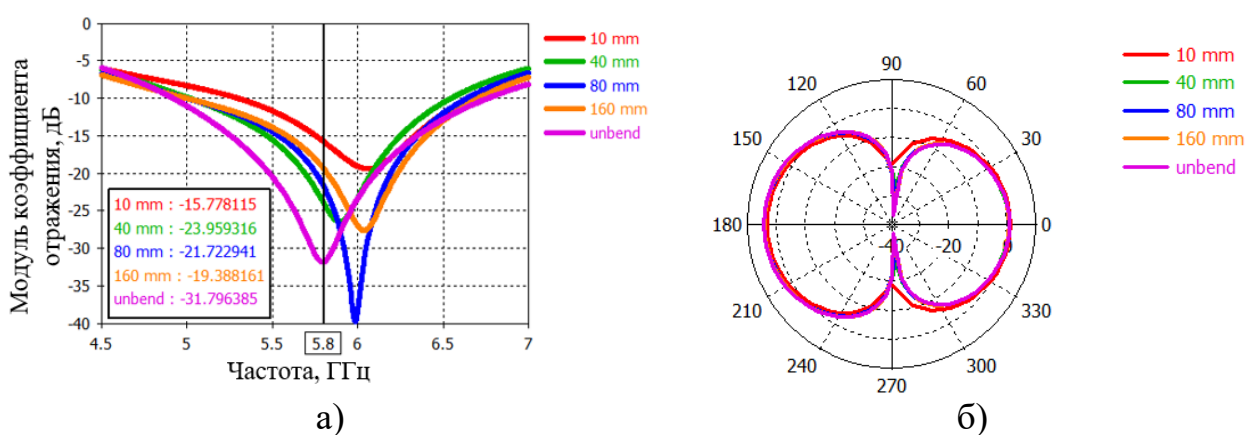 0
-5
-10
-15
-20
-25
-30
-35
-40
4.5 5 5.5 5.8 6 6.5 7
Модуль коэффициента
отражения, дБ
Частота, ГГц
10 mm : -15.778115
40 mm : -23.959316
80 mm : -21.722941
160 mm : -19.388161
unbend : -31.796385
10 mm
40 mm
80 mm
160 mm
unbend
а)
90
120 60
150 30
180 -40 -20 0 0
210 330
240 300
270
10 mm
40 mm
80 mm
160 mm
unbend
б)